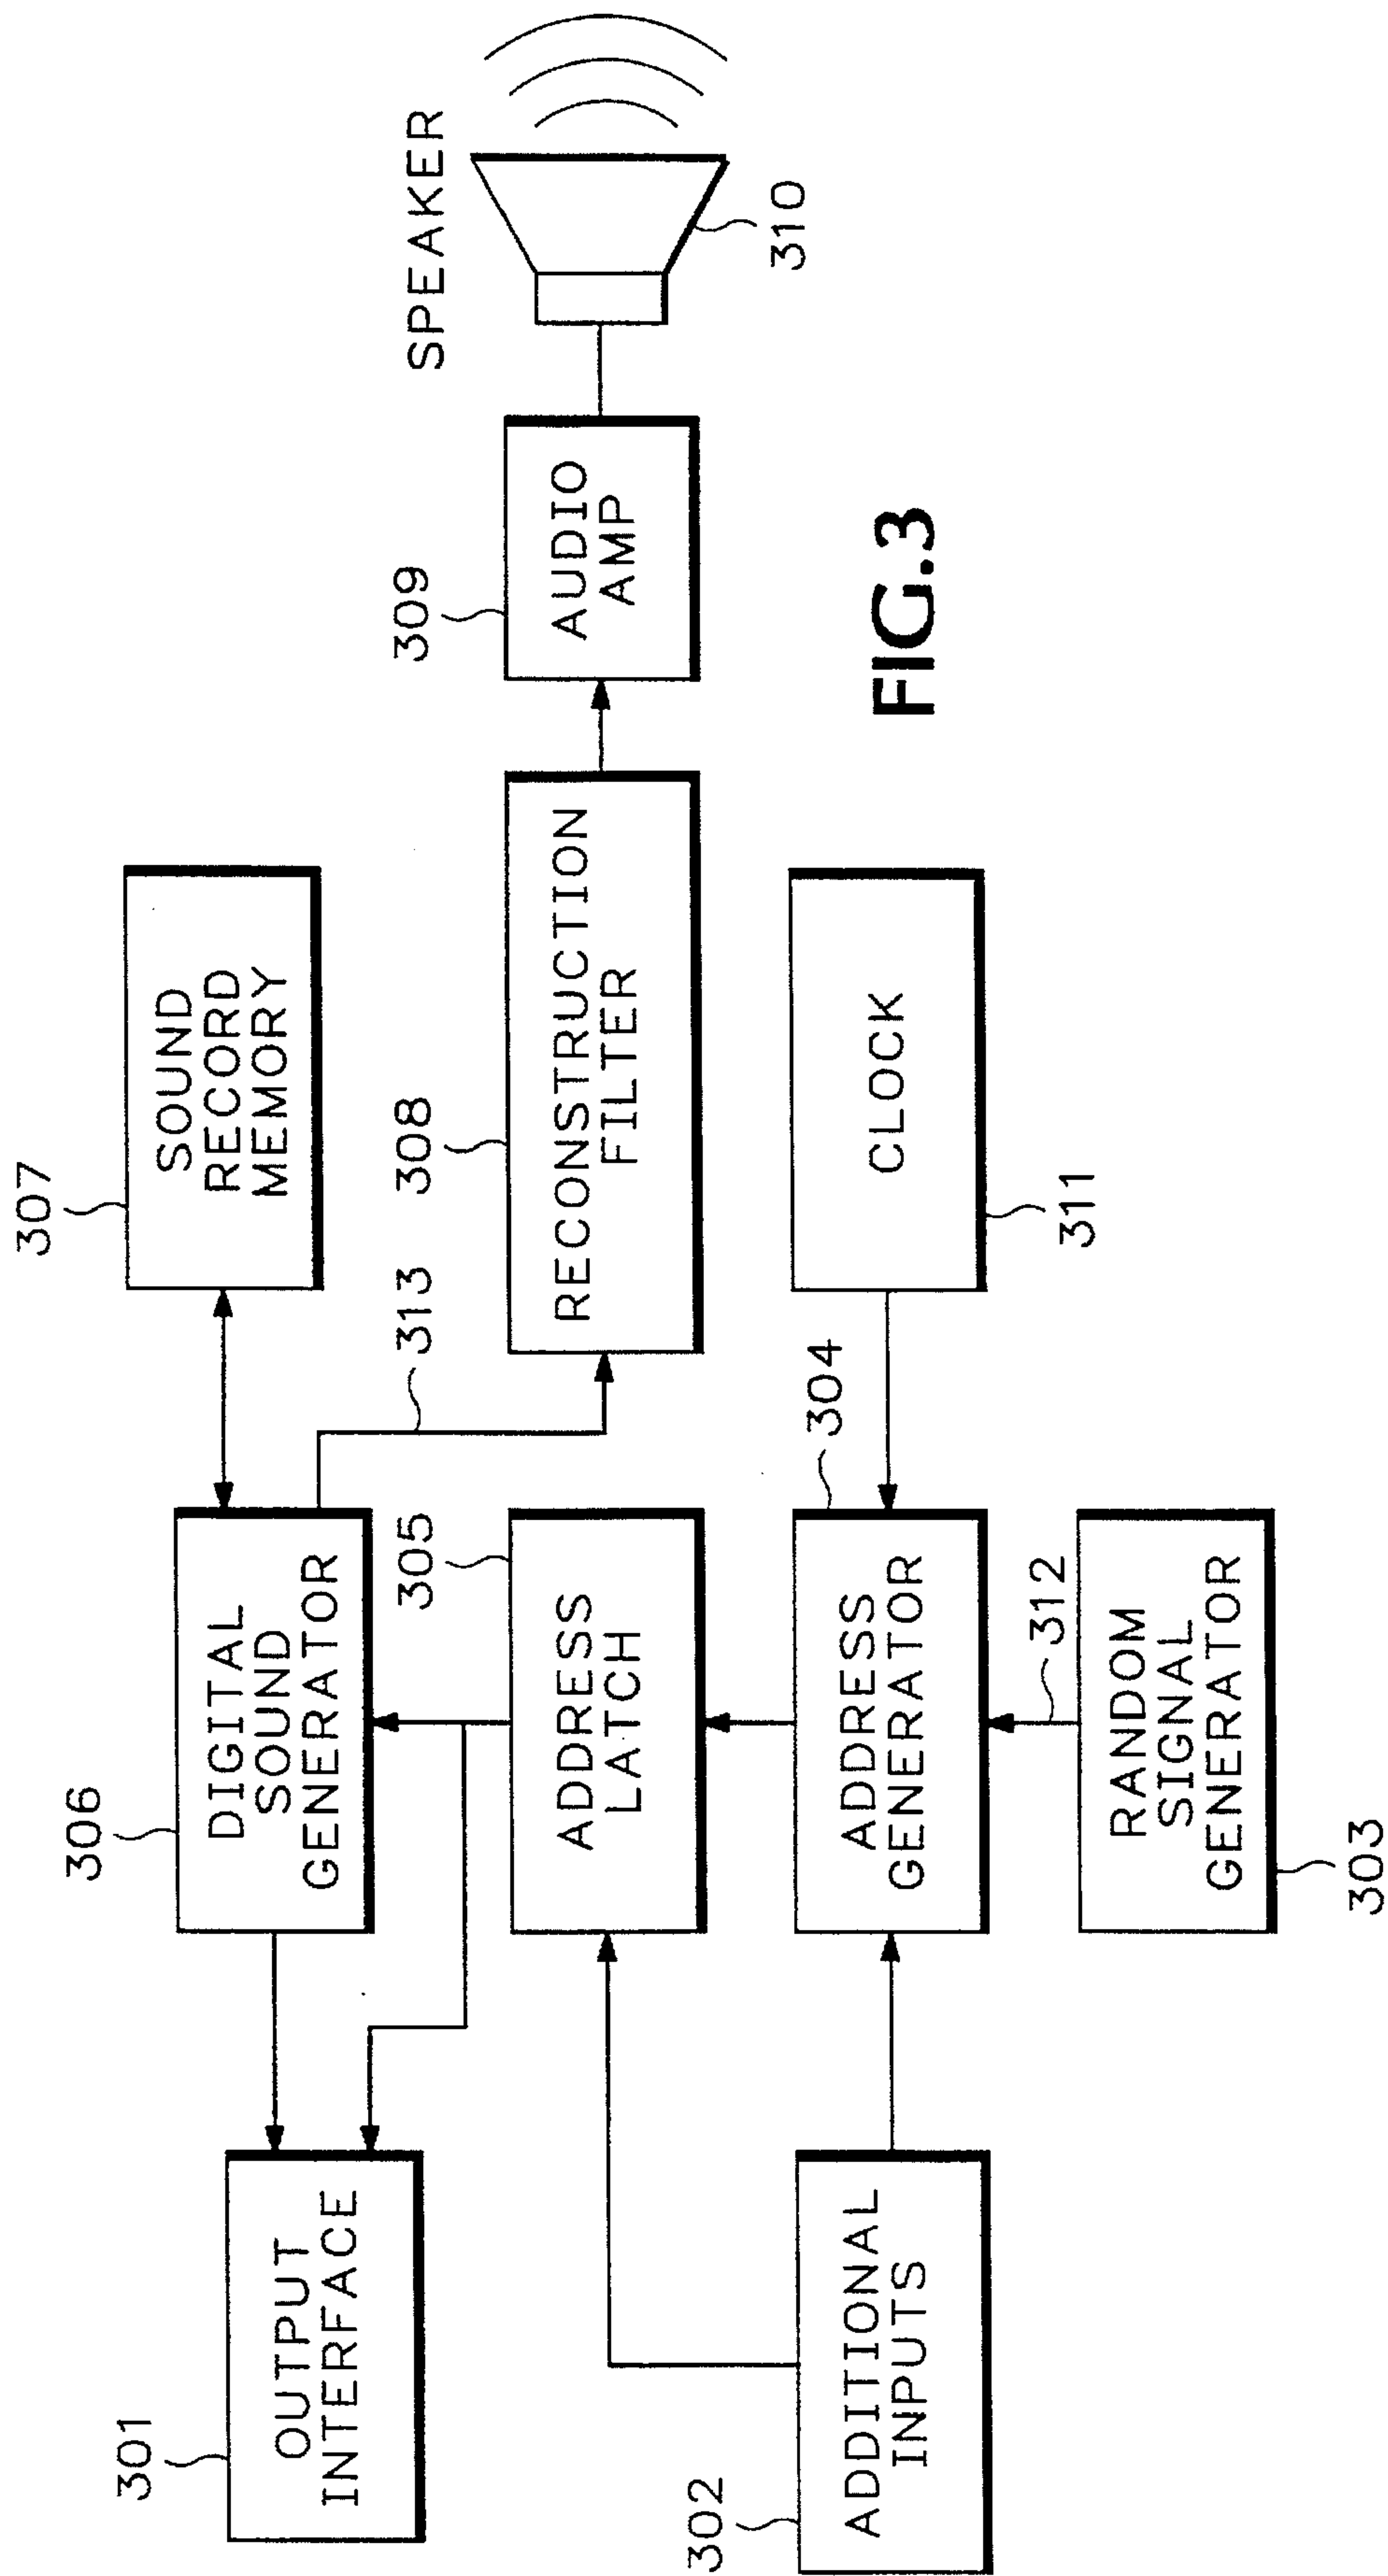 301
OUTPUT
INTERFACE
306
DIGITAL
SOUND
GENERATOR
307
SOUND
RECORD
MEMORY
313
305
ADDRESS
LATCH
308
RECONSTRUCTION
FILTER
309
AUDIO
AMP
SPEAKER
310
302
ADDITIONAL
INPUTS
304
ADDRESS
GENERATOR
CLOCK
311
312
RANDOM
SIGNAL
GENERATOR
303
FIG.3